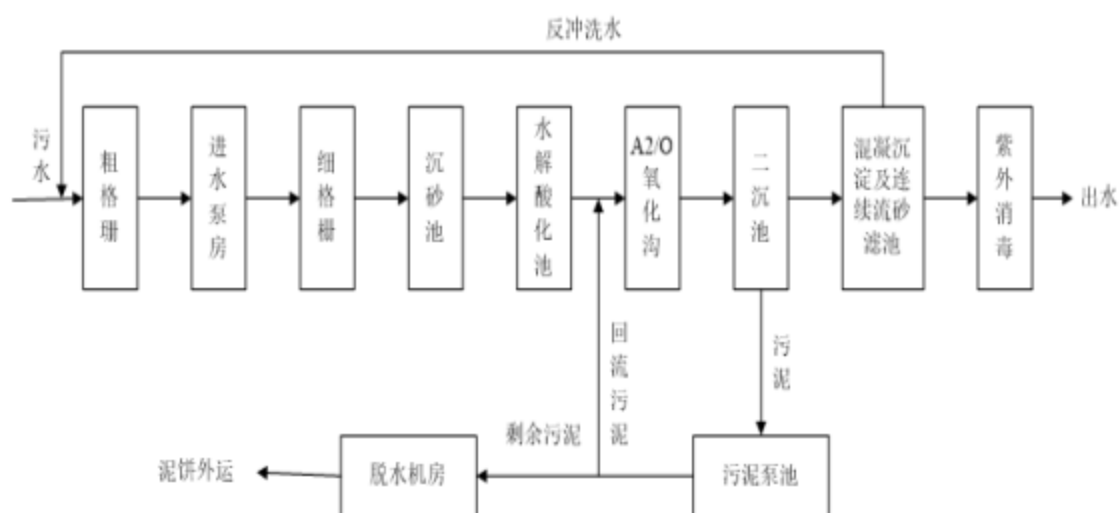 反冲洗水
污水
粗格珊
进水泵房
细格栅
沉砂池
水解酸化池
A2/O
氧化沟
二沉池
混凝沉
淀及连
续流砂
滤池
紫外消毒
出水
回流污泥
污泥
剩余污泥
泥饼外运
脱水机房
污泥泵池